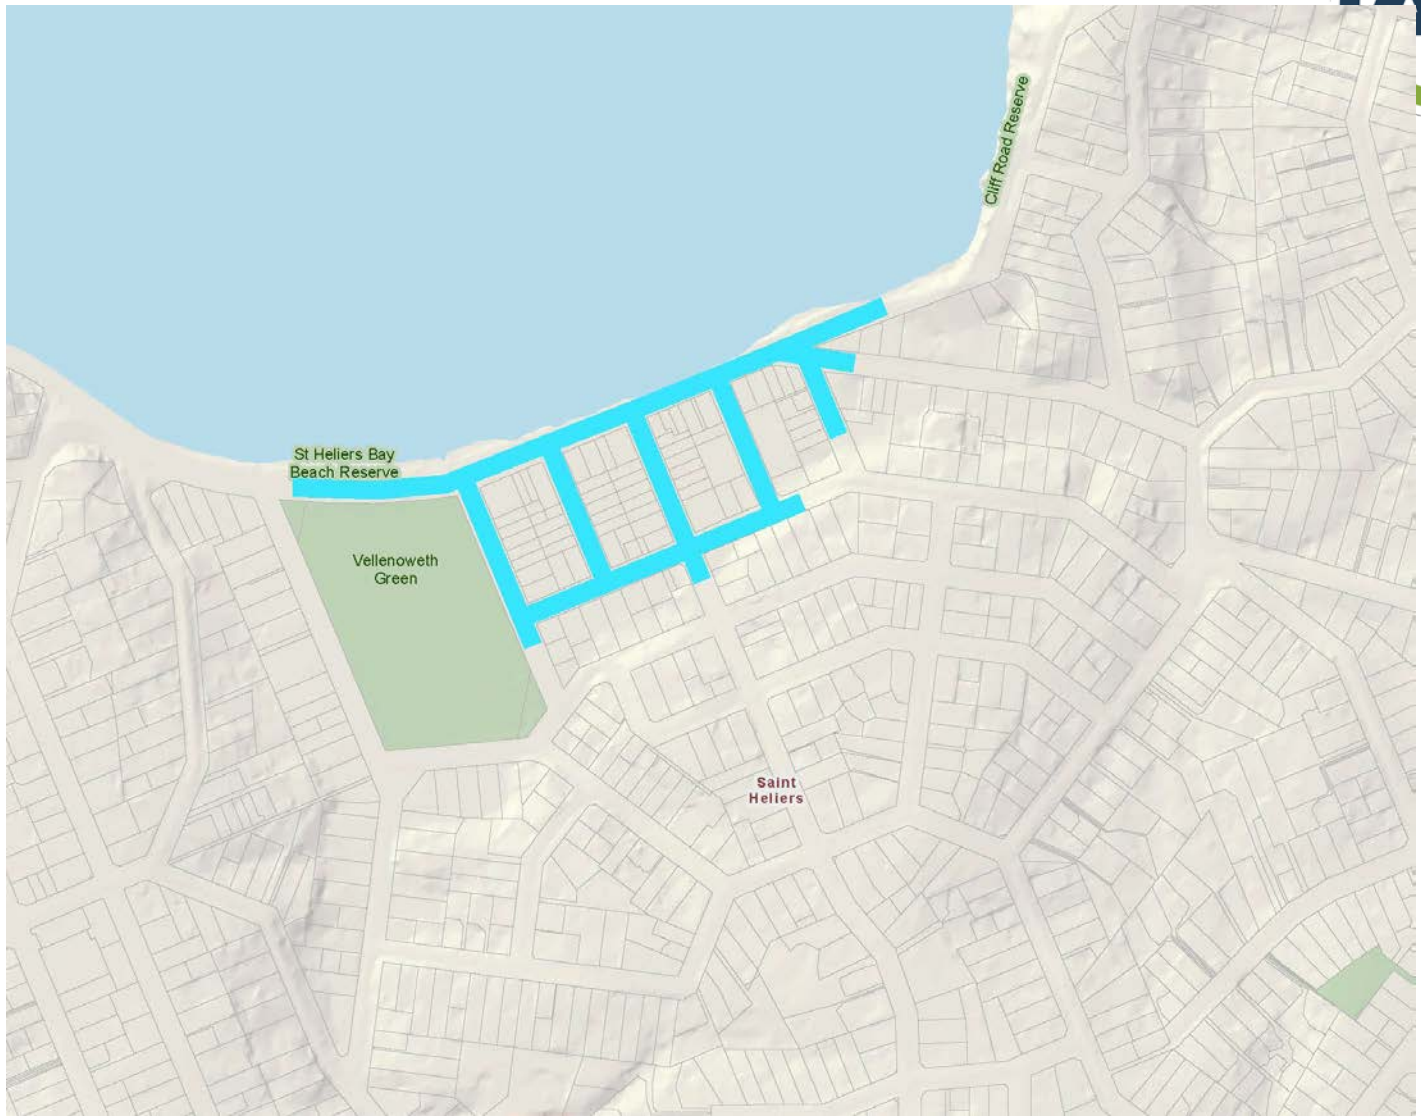 Cliff Road Reserve
St Heliers Bay
Beach Reserve
Vellenoweth
Green
Saint
Heliers